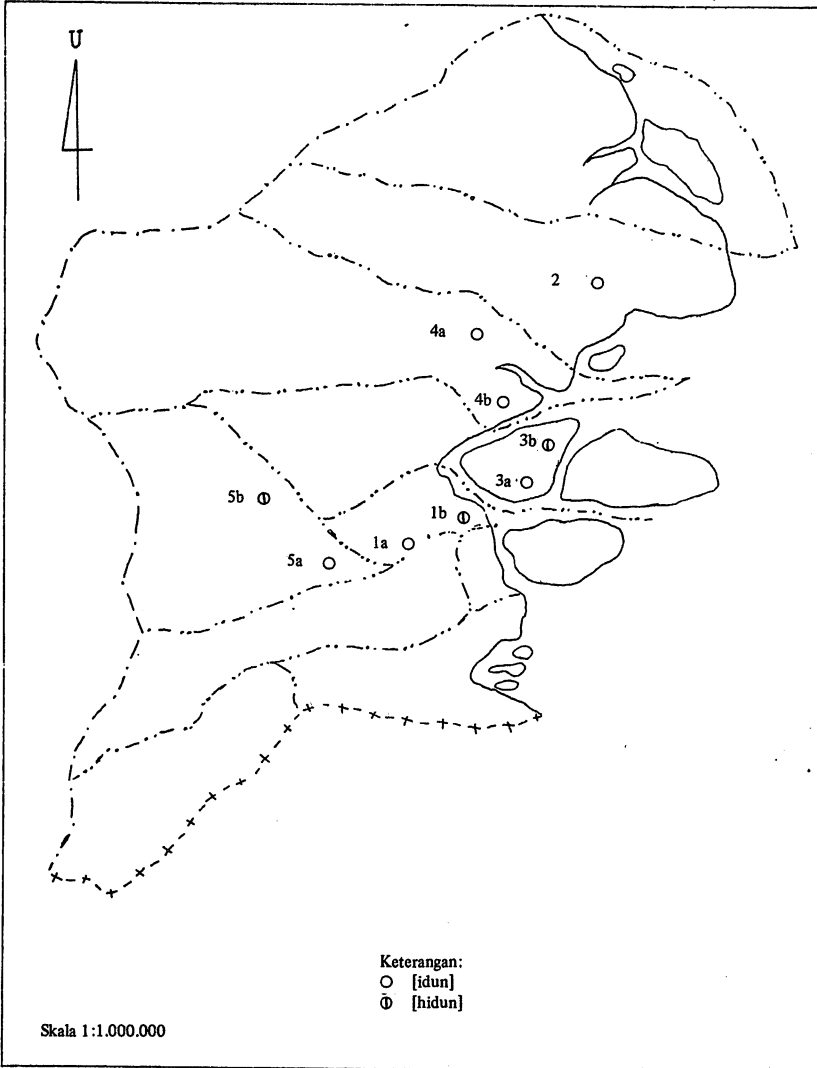 U
2
4a
4b
3b
3a
5b
1b
1a
5a
Keterangan:
[idun]
[hidun]
Skala 1:1.000.000